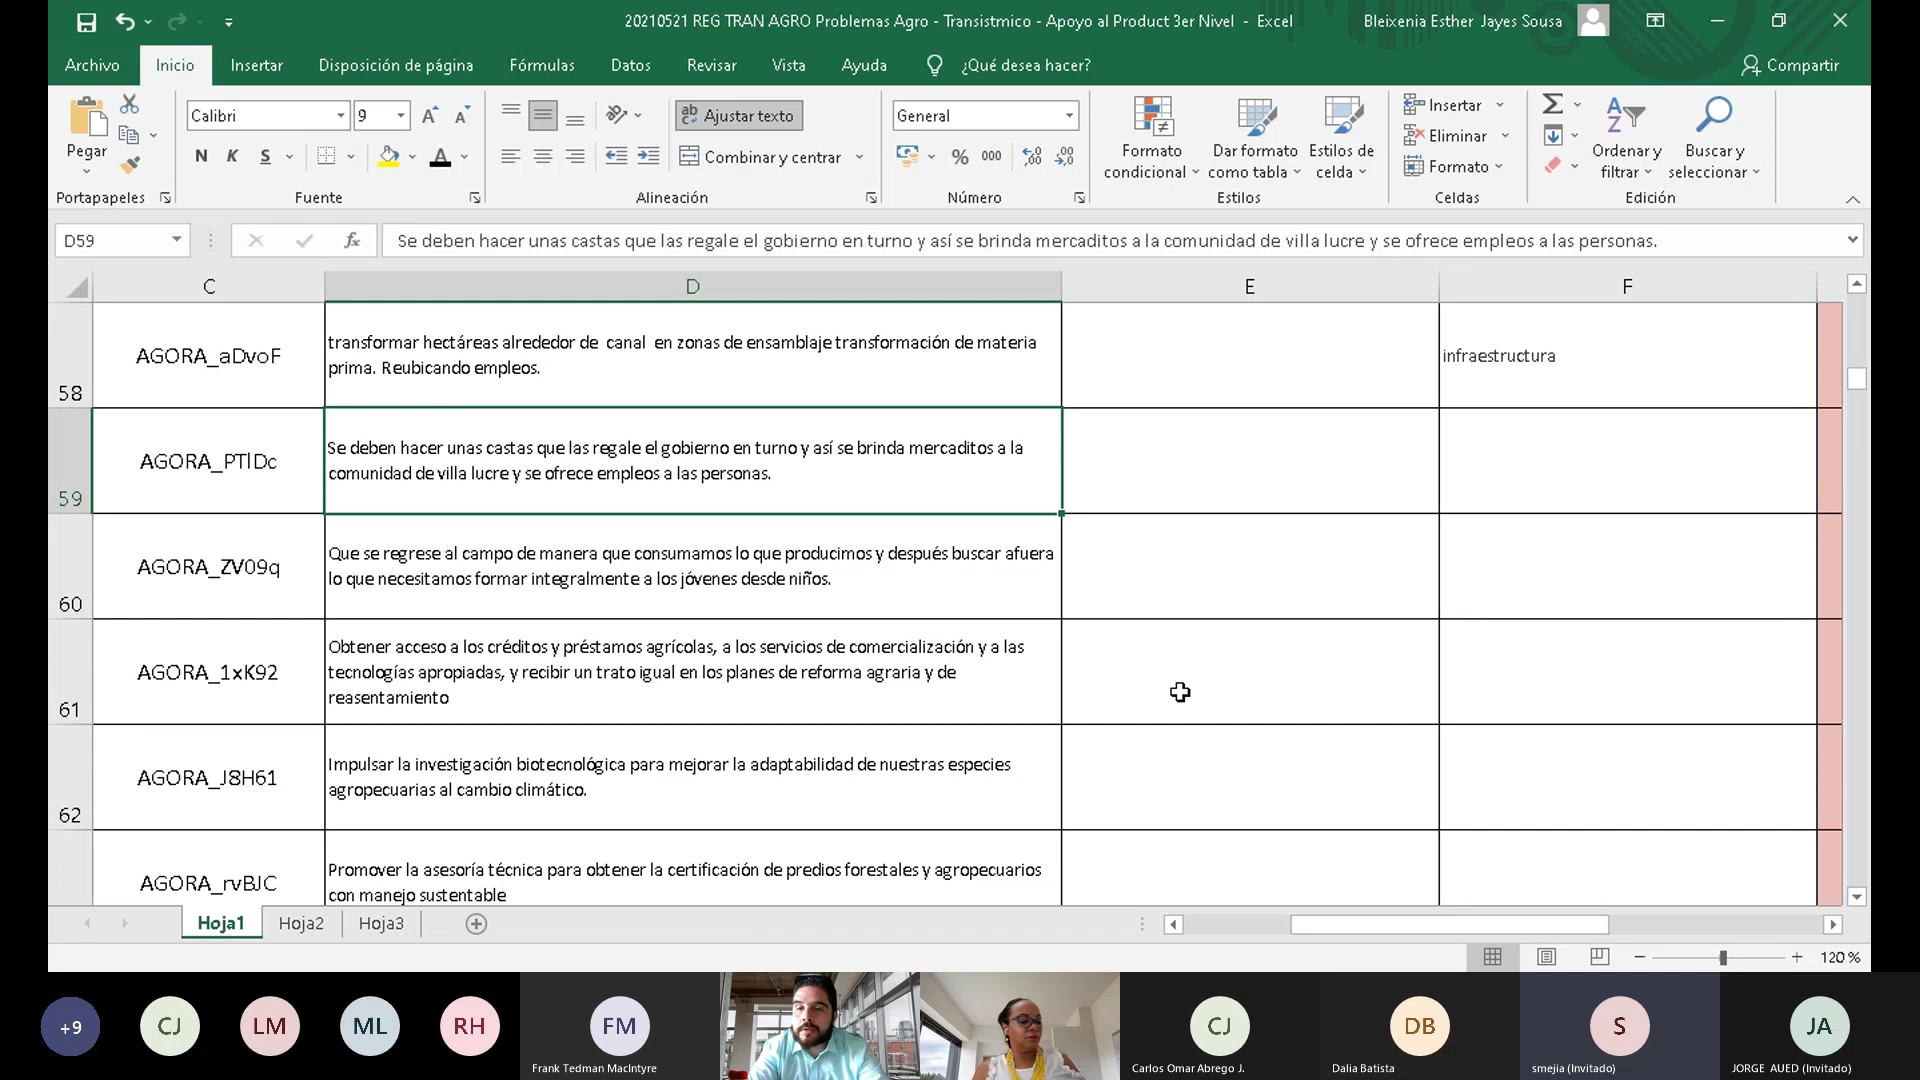 20210521 REG TRAN AGRO Problemas Agro - Transistmico - Apoyo al Product 3er Nivel - Excel
Bleixenia Esther Jayes Sousa
Archivo Inicio Insertar Disposición de página Fórmulas Datos Revisar Vista Ayuda ¿Qué desea hacer? Compartir
Pegar
Portapapeles
Calibri 9
N K S
Fuente
Ajustar texto
Combinar y centrar
Alineación
General
% 000
Número
Formato condicional
Dar formato como tabla
Estilos de celda
Estilos
Insertar
Eliminar
Formato
Celdas
Ordenar y filtrar
Buscar y seleccionar
Edición
D59
fx
Se deben hacer unas castas que las regale el gobierno en turno y así se brinda mercaditos a la comunidad de villa lucre y se ofrece empleos a las personas.
C D E F
58
AGORA_aDvoF
transformar hectáreas alrededor de canal en zonas de ensamblaje transformación de materia
prima. Reubicando empleos.
infraestructura
59
AGORA_PTlDc
Se deben hacer unas castas que las regale el gobierno en turno y así se brinda mercaditos a la
comunidad de villa lucre y se ofrece empleos a las personas.
60
AGORA_ZV09q
Que se regrese al campo de manera que consumamos lo que producimos y después buscar afuera
lo que necesitamos formar integralmente a los jóvenes desde niños.
61
AGORA_1xK92
Obtener acceso a los créditos y préstamos agrícolas, a los servicios de comercialización y a las
tecnologías apropiadas, y recibir un trato igual en los planes de reforma agraria y de
reasentamiento
62
AGORA_J8H61
Impulsar la investigación biotecnológica para mejorar la adaptabilidad de nuestras especies
agropecuarias al cambio climático.
AGORA_rvBJC
Promover la asesoría técnica para obtener la certificación de predios forestales y agropecuarios
con manejo sustentable
Hoja1 Hoja2 Hoja3
120 %
+9 CJ LM ML RH FM CJ DB S JA
Frank Tedman MacIntyre
Carlos Omar Abrego J.
Dalia Batista
smejia (Invitado)
JORGE AUED (Invitado)